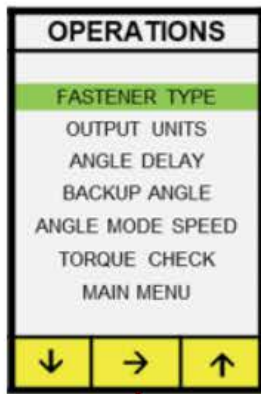 OPERATIONS
FASTENER TYPE
OUTPUT UNITS
ANGLE DELAY
BACKUP ANGLE
ANGLE MODE SPEED
TORQUE CHECK
MAIN MENU
↓ → ↑